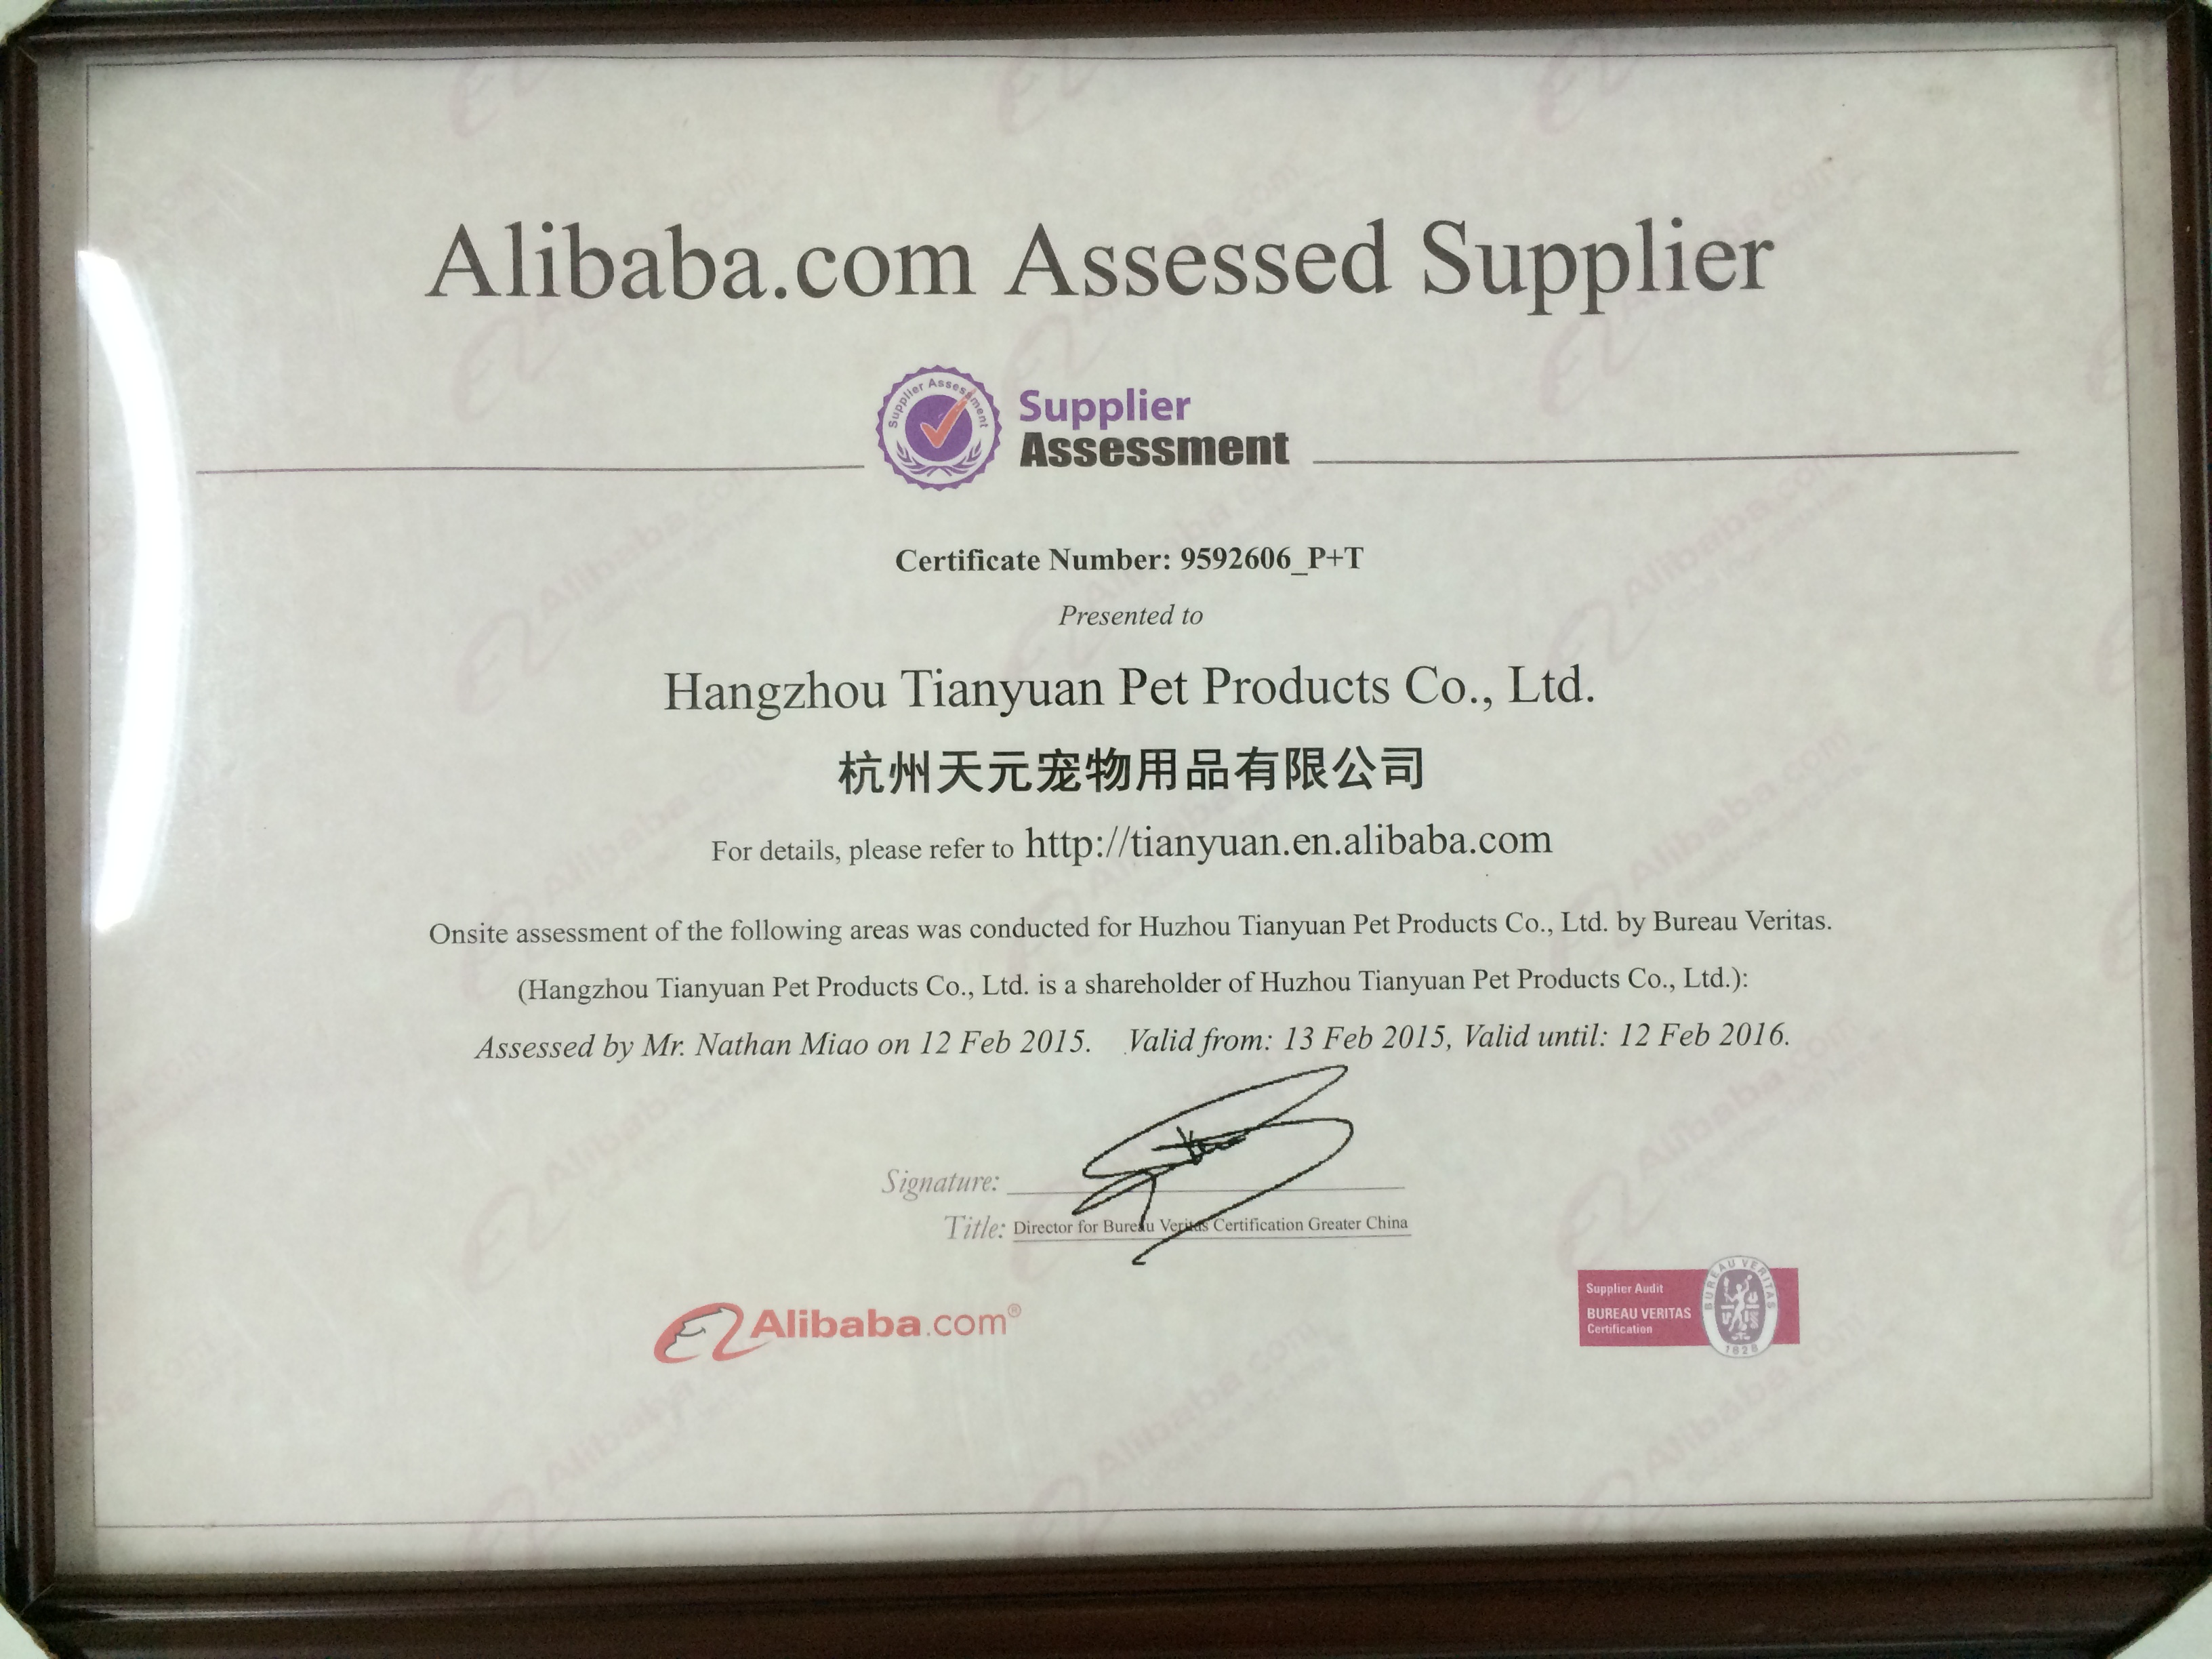 Alibaba.com Assessed Supplier
Supplier Assessment
Supplier
Assessment
Certificate Number: 9592606_P+T
Presented to
Hangzhou Tianyuan Pet Products Co., Ltd.
杭州天元宠物用品有限公司
For details, please refer to http://tianyuan.en.alibaba.com
Onsite assessment of the following areas was conducted for Huzhou Tianyuan Pet Products Co., Ltd. by Bureau Veritas.
(Hangzhou Tianyuan Pet Products Co., Ltd. is a shareholder of Huzhou Tianyuan Pet Products Co., Ltd.):
Assessed by Mr. Nathan Miao on 12 Feb 2015. Valid from: 13 Feb 2015, Valid until: 12 Feb 2016.
Signature:
Title: Director for Bureau Veritas Certification Greater China
Alibaba.com®
Supplier Audit
BUREAU VERITAS
Certification
BUREAU VERITAS
1828